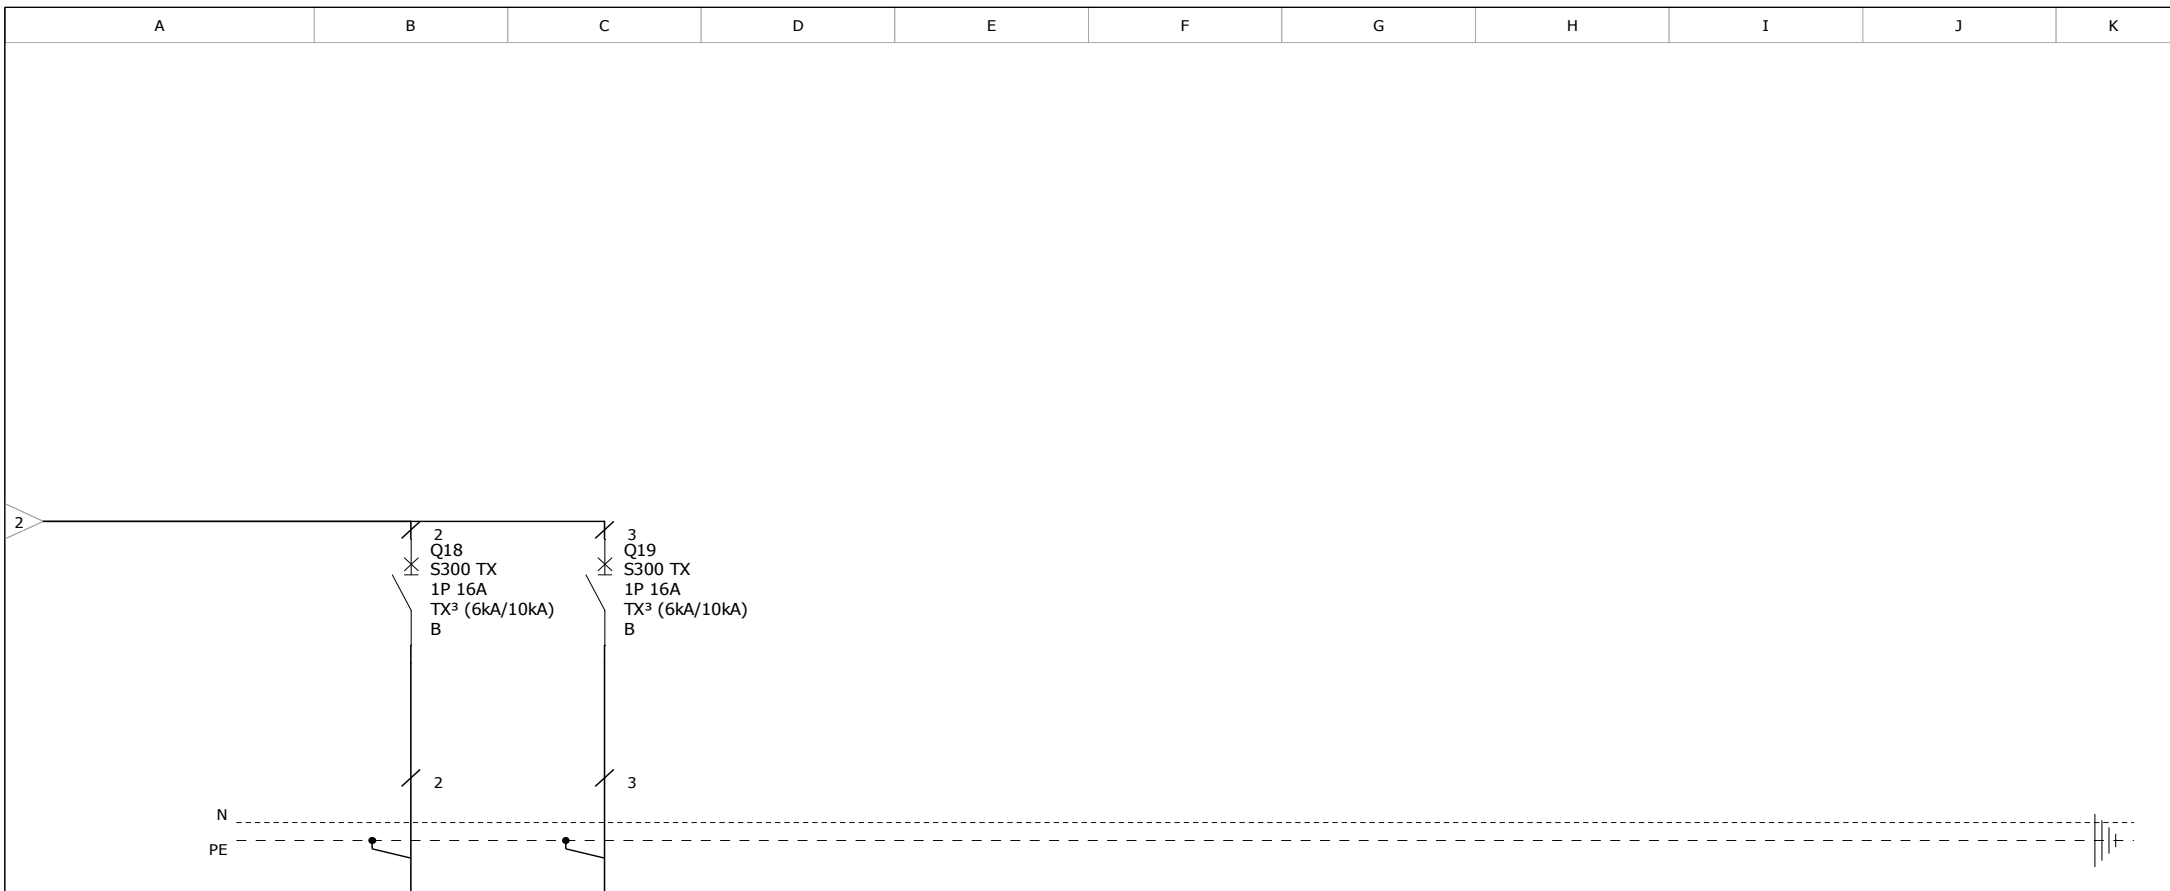 A B C D E F G H I J K
2
2
Q18
S300 TX
1P 16A
TX³ (6kA/10kA)
B
3
Q19
S300 TX
1P 16A
TX³ (6kA/10kA)
B
2
3
N
PE